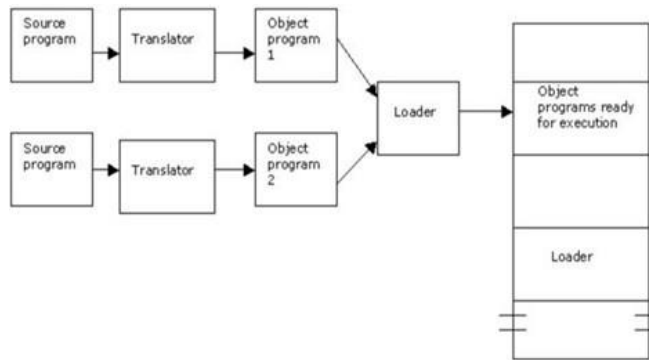 Source
program
Translator
Object
program
1
Source
program
Translator
Object
program
2
Loader
Object
programs ready
for execution
Loader